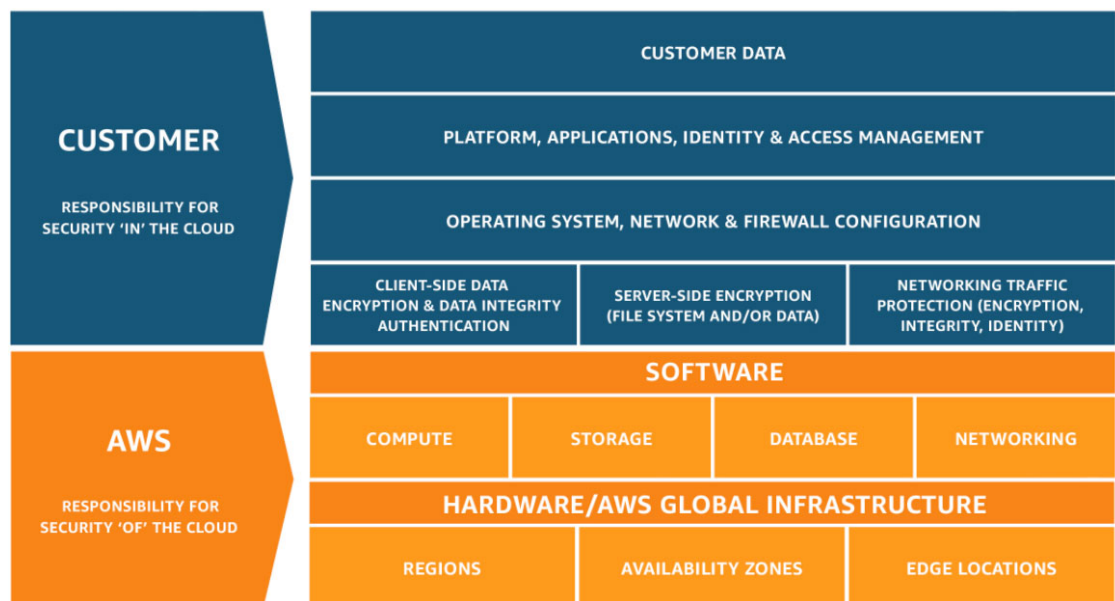 CUSTOMER
RESPONSIBILITY FOR
SECURITY ‘IN’ THE CLOUD
CUSTOMER DATA
PLATFORM, APPLICATIONS, IDENTITY & ACCESS MANAGEMENT
OPERATING SYSTEM, NETWORK & FIREWALL CONFIGURATION
CLIENT-SIDE DATA
ENCRYPTION & DATA INTEGRITY
AUTHENTICATION
SERVER-SIDE ENCRYPTION
(FILE SYSTEM AND/OR DATA)
NETWORKING TRAFFIC
PROTECTION (ENCRYPTION,
INTEGRITY, IDENTITY)
AWS
RESPONSIBILITY FOR
SECURITY ‘OF’ THE CLOUD
SOFTWARE
COMPUTE
STORAGE
DATABASE
NETWORKING
HARDWARE/AWS GLOBAL INFRASTRUCTURE
REGIONS
AVAILABILITY ZONES
EDGE LOCATIONS